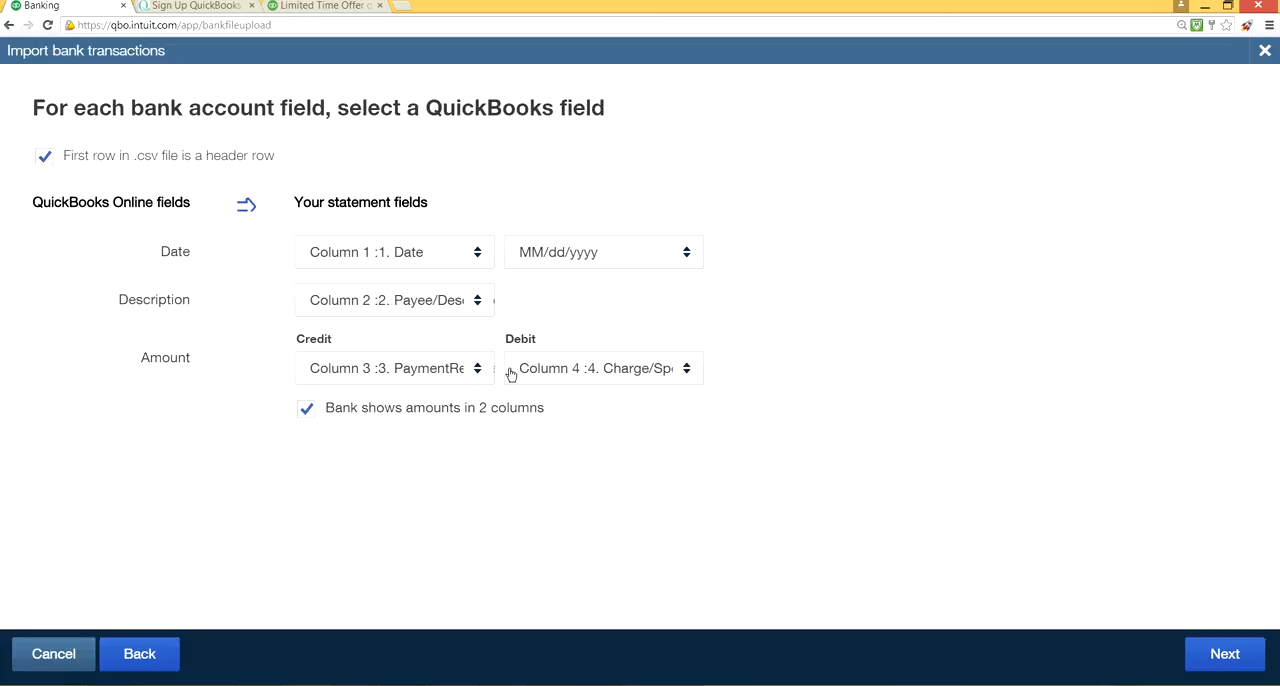 Banking
Sign Up QuickBooks
Limited Time Offer
https://qbo.intuit.com/app/bankfileupload
Import bank transactions
For each bank account field, select a QuickBooks field
First row in .csv file is a header row
QuickBooks Online fields
Your statement fields
Date
Column 1 :1. Date
MM/dd/yyyy
Description
Column 2 :2. Payee/Desc
Credit
Debit
Amount
Column 3 :3. PaymentRe
Column 4 :4. Charge/Spe
Bank shows amounts in 2 columns
Cancel
Back
Next